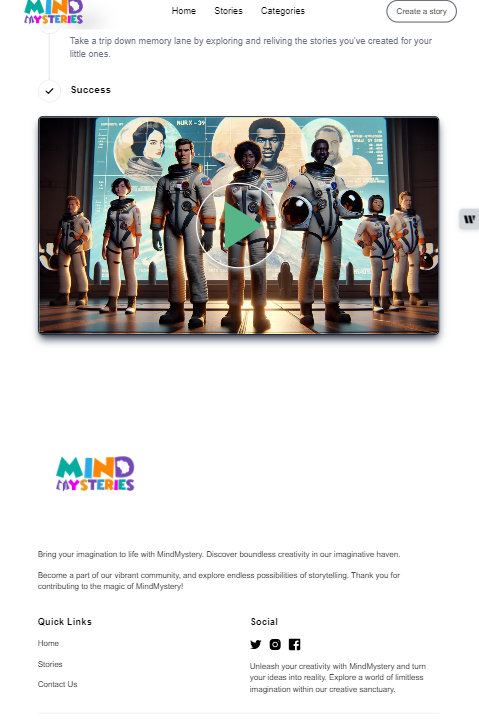 MIND
MYSTERIES
Home Stories Categories
Create a story
Take a trip down memory lane by exploring and reliving the stories you've created for your
little ones.
Success
NURX - 39
W
MIND
MYSTERIES
Bring your imagination to life with MindMystery. Discover boundless creativity in our imaginative haven.
Become a part of our vibrant community, and explore endless possibilities of storytelling. Thank you for
contributing to the magic of MindMystery!
Quick Links
Home
Stories
Contact Us
Social
Unleash your creativity with MindMystery and turn
your ideas into reality. Explore a world of limitless
imagination within our creative sanctuary.